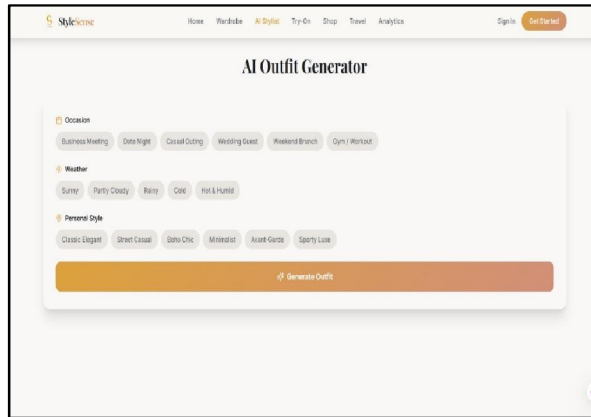 StyleSense Home Wardrobe AI Stylist Try-On Shop Travel Analytics Sign In Get Started
AI Outfit Generator
Occasion
Business Meeting Date Night Casual Outing Wedding Guest Weekend Brunch Gym / Workout
Weather
Sunny Partly Cloudy Rainy Cold Hot & Humid
Personal Style
Classic Elegant Street Casual Boho Chic Minimalist Avant-Garde Sporty Luxe
Generate Outfit